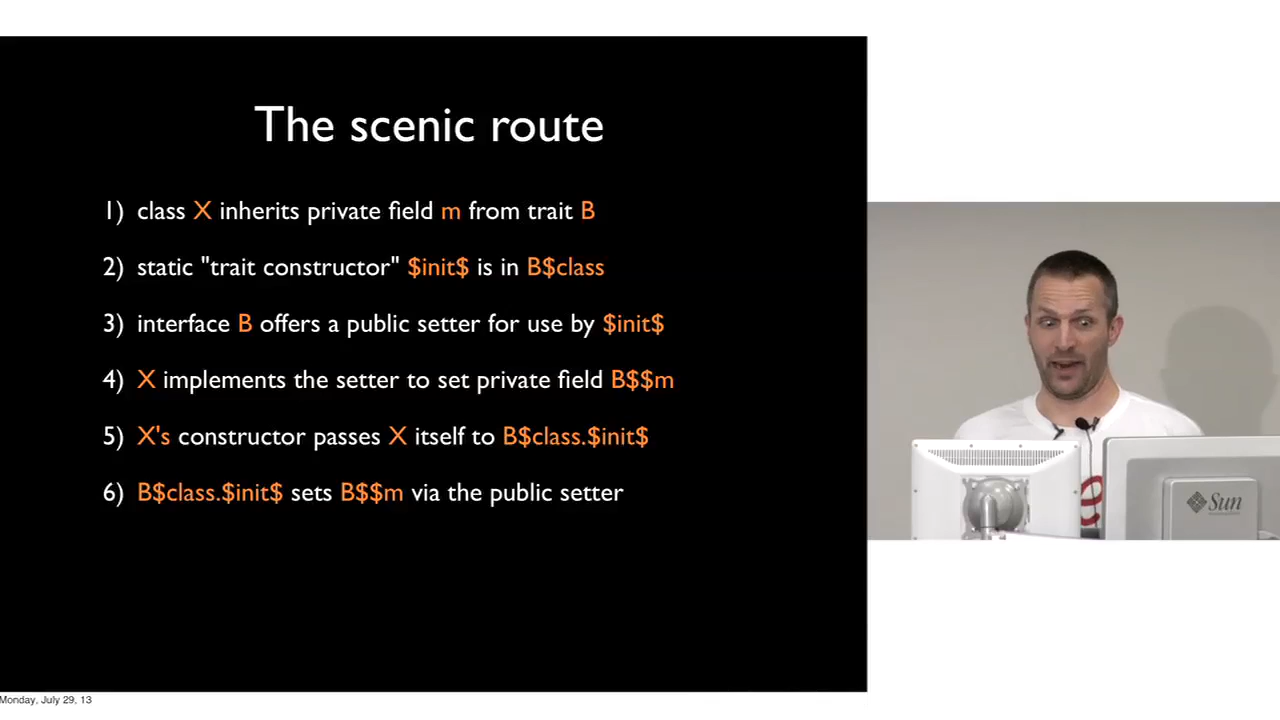 The scenic route
1) class X inherits private field m from trait B
2) static "trait constructor" $init$ is in B$class
3) interface B offers a public setter for use by $init$
4) X implements the setter to set private field B$$m
5) X's constructor passes X itself to B$class.$init$
6) B$class.$init$ sets B$$m via the public setter
Sun
Monday, July 29, 13